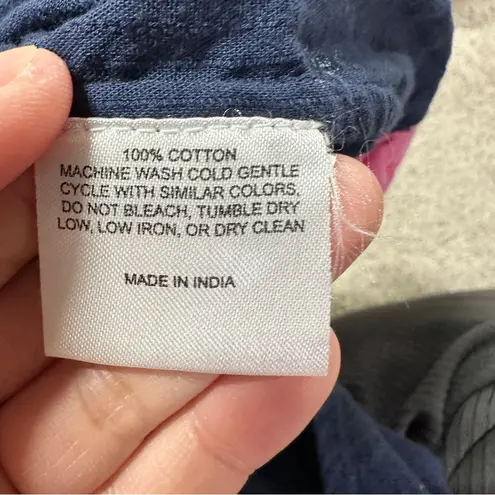 100% COTTON
MACHINE WASH COLD GENTLE
CYCLE WITH SIMILAR COLORS,
DO NOT BLEACH, TUMBLE DRY
LOW, LOW IRON, OR DRY CLEAN
MADE IN INDIA